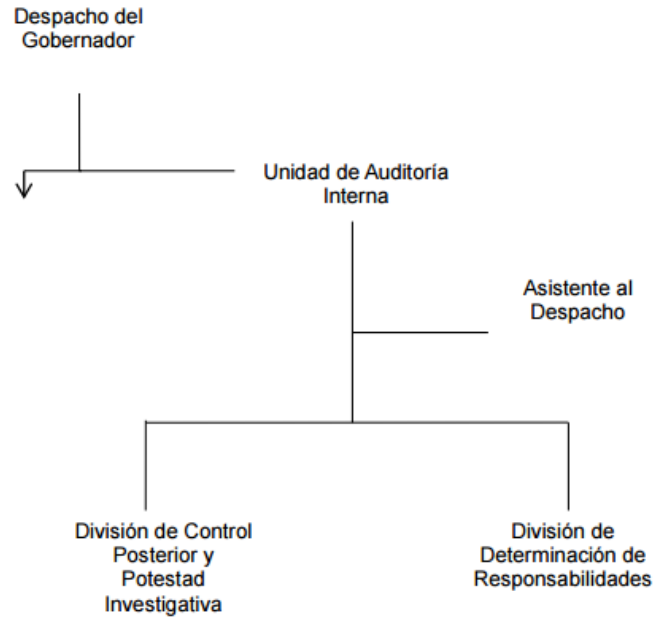 Despacho del
Gobernador
Unidad de Auditoría
Interna
Asistente al
Despacho
División de Control
Posterior y
Potestad
Investigativa
División de
Determinación de
Responsabilidades